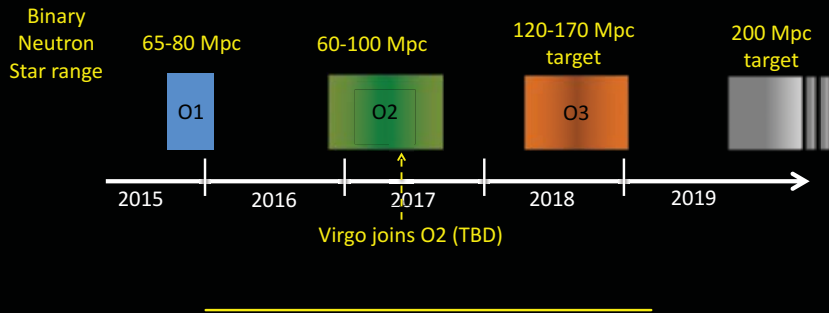 Binary
Neutron
Star range
65-80 Mpc
60-100 Mpc
120-170 Mpc
target
200 Mpc
target
O1
O2
O3
2015
2016
2017
2018
2019
Virgo joins O2 (TBD)